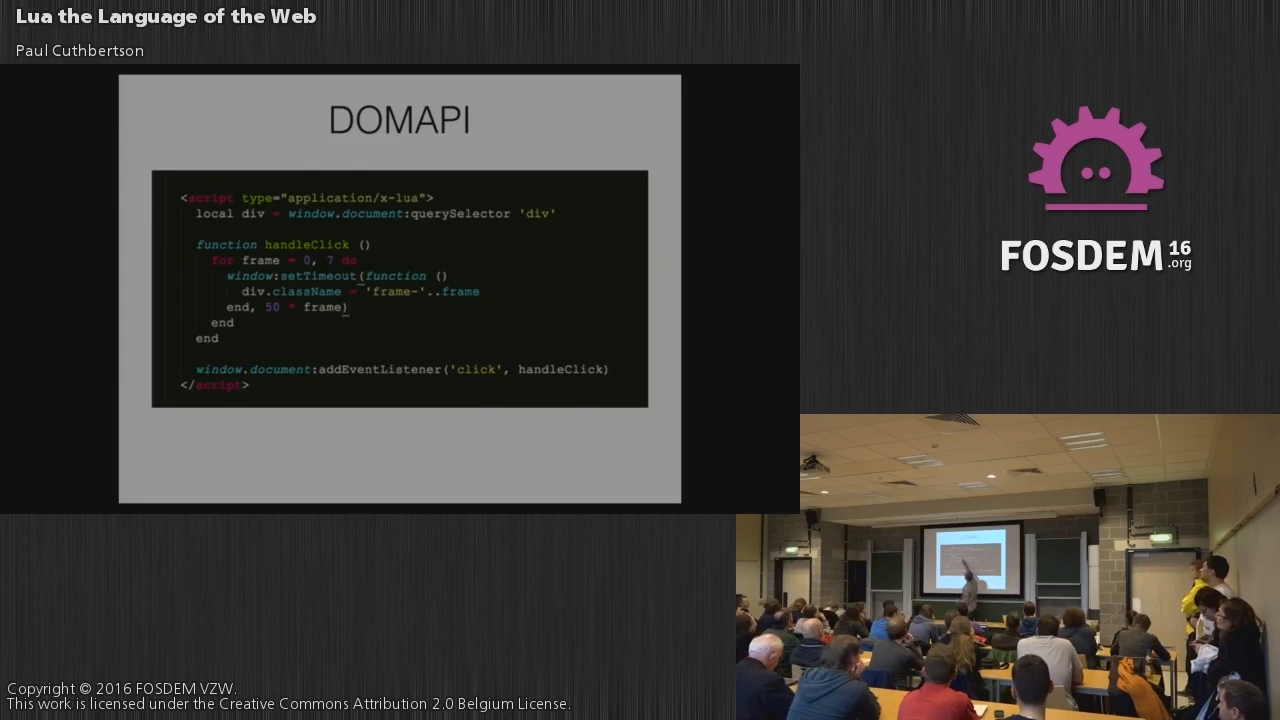 Lua the Language of the Web
Paul Cuthbertson
DOMAPI
<script type="application/x-lua">
local div = window.document:querySelector 'div'
function handleClick ()
for frame = 0, 7 do
window:setTimeout(function ()
div.className = 'frame-'..frame
end, 50 * frame)
end
end
window.document:addEventListener('click', handleClick)
</script>
FOSDEM 16
.org
Copyright © 2016 FOSDEM VZW.
This work is licensed under the Creative Commons Attribution 2.0 Belgium License.